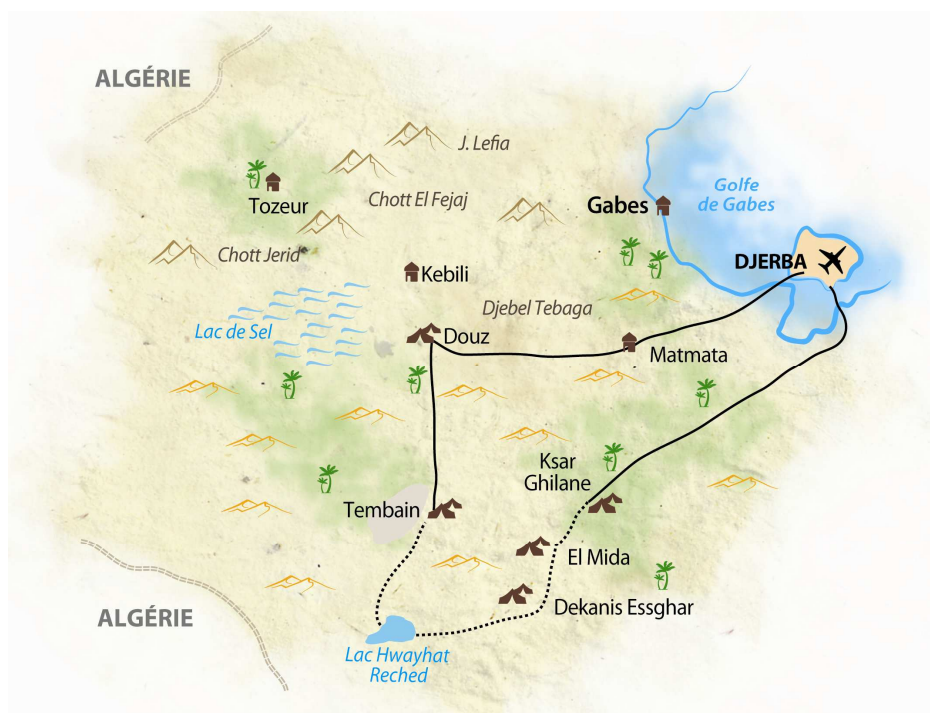 ALGÉRIE
J. Lefia
Tozeur
Chott El Fejaj
Gabes
Golfe
de Gabes
Chott Jerid
DJERBA
Kebili
Djebel Tebaga
Lac de Sel
Douz
Matmata
Ksar
Ghilane
Tembain
El Mida
Dekanis Essghar
ALGÉRIE
Lac Hwayhat
Reched